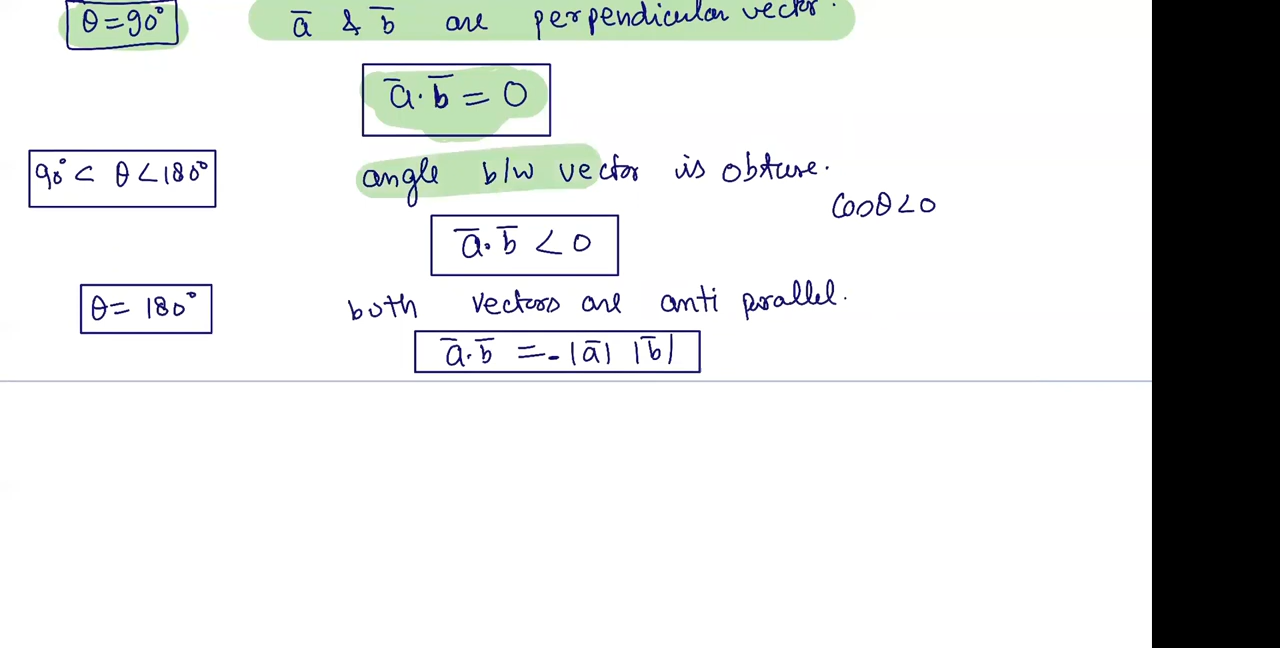 θ=90° ā & b̄ are perpendicular vector.
ā·b̄ = 0
90° < θ < 180° angle b/w vector is obtuse.
Cosθ<0
ā·b̄ < 0
θ= 180° both vectors are anti parallel.
ā·b̄ =-|ā| |b̄|